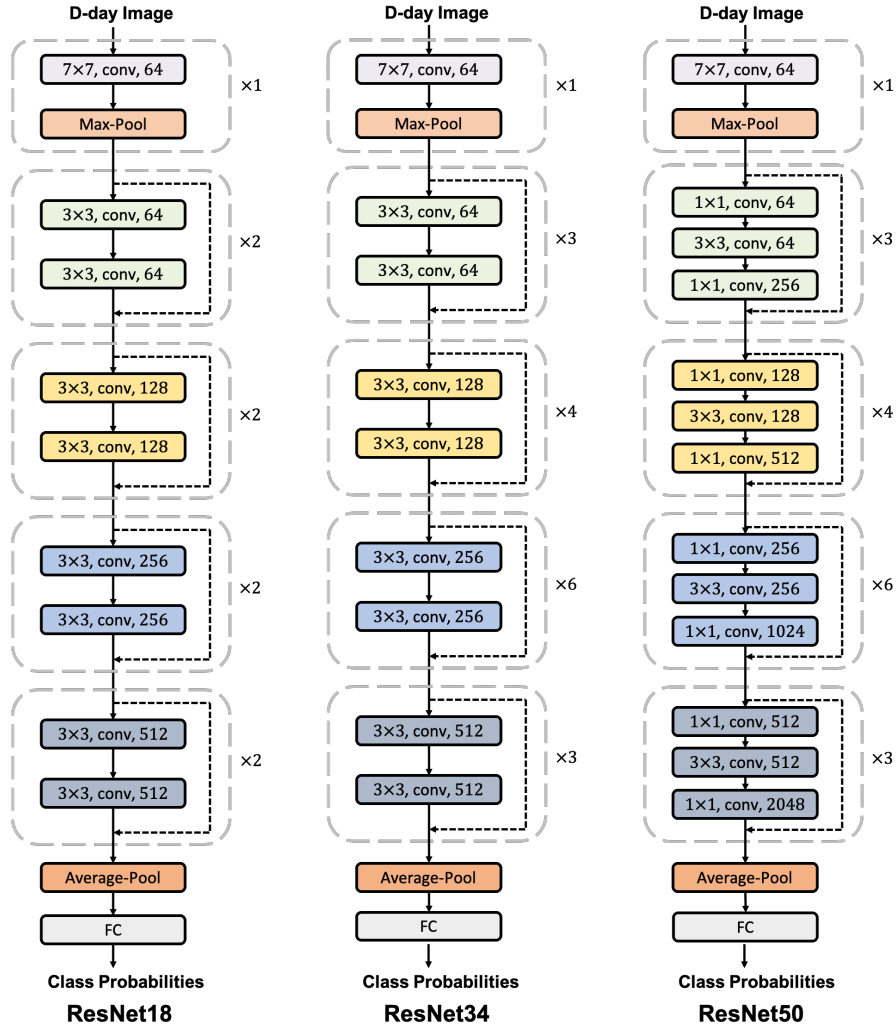 D-day Image
7×7, conv, 64
Max-Pool
×1
3×3, conv, 64
3×3, conv, 64
×2
3×3, conv, 128
3×3, conv, 128
×2
3×3, conv, 256
3×3, conv, 256
×2
3×3, conv, 512
3×3, conv, 512
×2
Average-Pool
FC
Class Probabilities
ResNet18
D-day Image
7×7, conv, 64
Max-Pool
×1
3×3, conv, 64
3×3, conv, 64
×3
3×3, conv, 128
3×3, conv, 128
×4
3×3, conv, 256
3×3, conv, 256
×6
3×3, conv, 512
3×3, conv, 512
×3
Average-Pool
FC
Class Probabilities
ResNet34
D-day Image
7×7, conv, 64
Max-Pool
×1
1×1, conv, 64
3×3, conv, 64
1×1, conv, 256
×3
1×1, conv, 128
3×3, conv, 128
1×1, conv, 512
×4
1×1, conv, 256
3×3, conv, 256
1×1, conv, 1024
×6
1×1, conv, 512
3×3, conv, 512
1×1, conv, 2048
×3
Average-Pool
FC
Class Probabilities
ResNet50